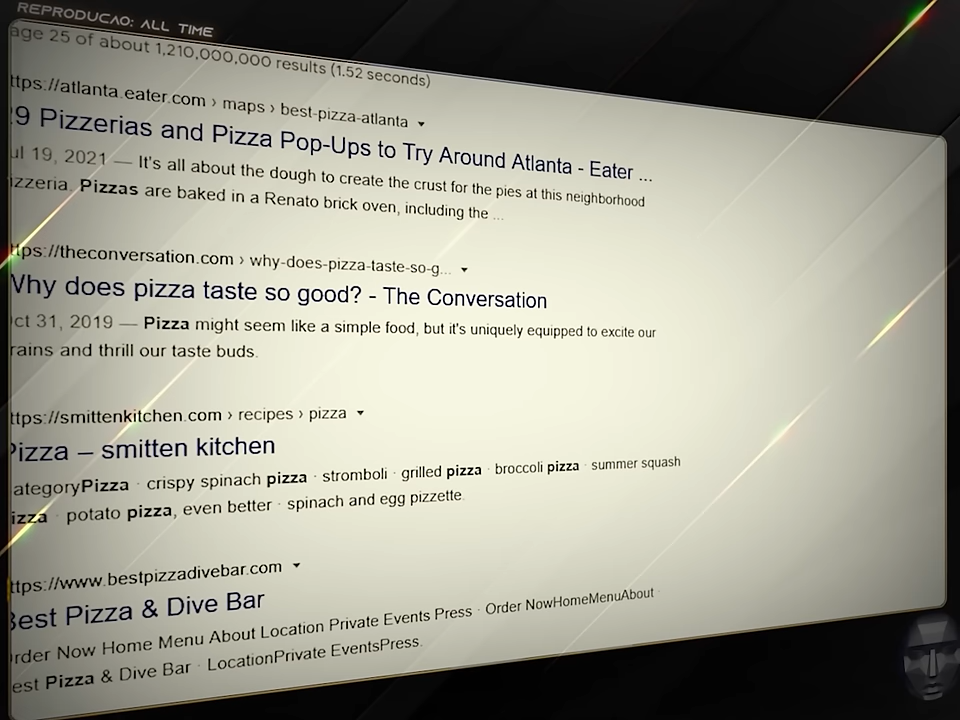 REPRODUCAO: ALL TIME
age 25 of about 1,210,000,000 results (1.52 seconds)
ttps://atlanta.eater.com › maps › best-pizza-atlanta
9 Pizzerias and Pizza Pop-Ups to Try Around Atlanta - Eater ...
ul 19, 2021 — It's all about the dough to create the crust for the pies at this neighborhood
izzeria. Pizzas are baked in a Renato brick oven, including the ...
ttps://theconversation.com › why-does-pizza-taste-so-g...
Why does pizza taste so good? - The Conversation
ct 31, 2019 — Pizza might seem like a simple food, but it's uniquely equipped to excite our
rains and thrill our taste buds.
ttps://smittenkitchen.com › recipes › pizza
Pizza – smitten kitchen
ategoryPizza · crispy spinach pizza · stromboli · grilled pizza · broccoli pizza · summer squash
izza · potato pizza, even better · spinach and egg pizzette.
ttps://www.bestpizzadivebar.com
Best Pizza & Dive Bar
rder Now Home Menu About Location Private Events Press · Order NowHomeMenuAbout ·
est Pizza & Dive Bar · LocationPrivate EventsPress.